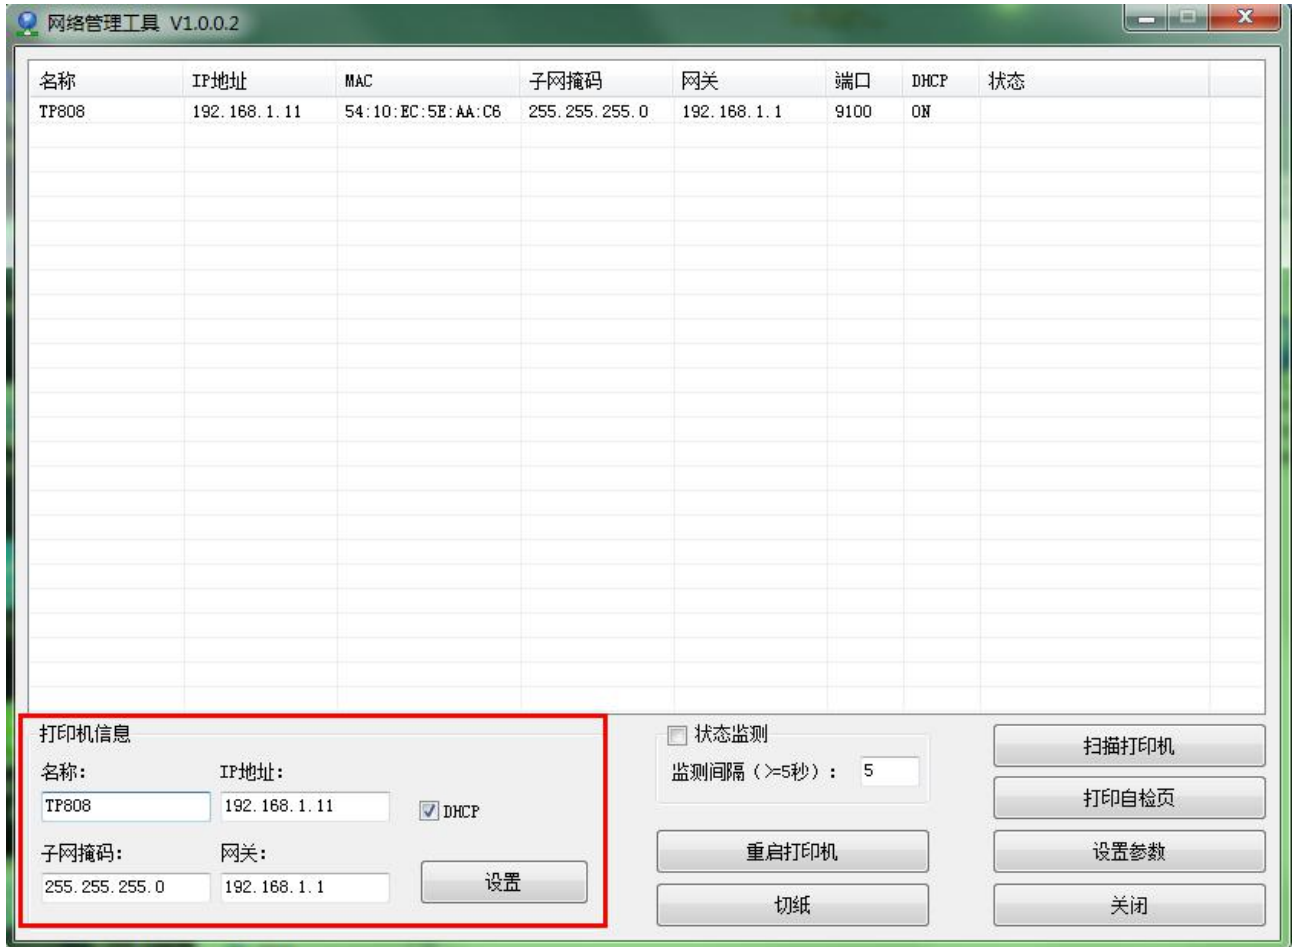 网络管理工具 V1.0.0.2
名称 IP地址 MAC 子网掩码 网关 端口 DHCP 状态
TP808 192.168.1.11 54:10:EC:5E:AA:C6 255.255.255.0 192.168.1.1 9100 ON
打印机信息
名称: IP地址:
TP808 192.168.1.11 DHCP
子网掩码: 网关:
255.255.255.0 192.168.1.1 设置
状态监测
监测间隔（>=5秒）: 5
重启打印机
切纸
扫描打印机
打印自检页
设置参数
关闭